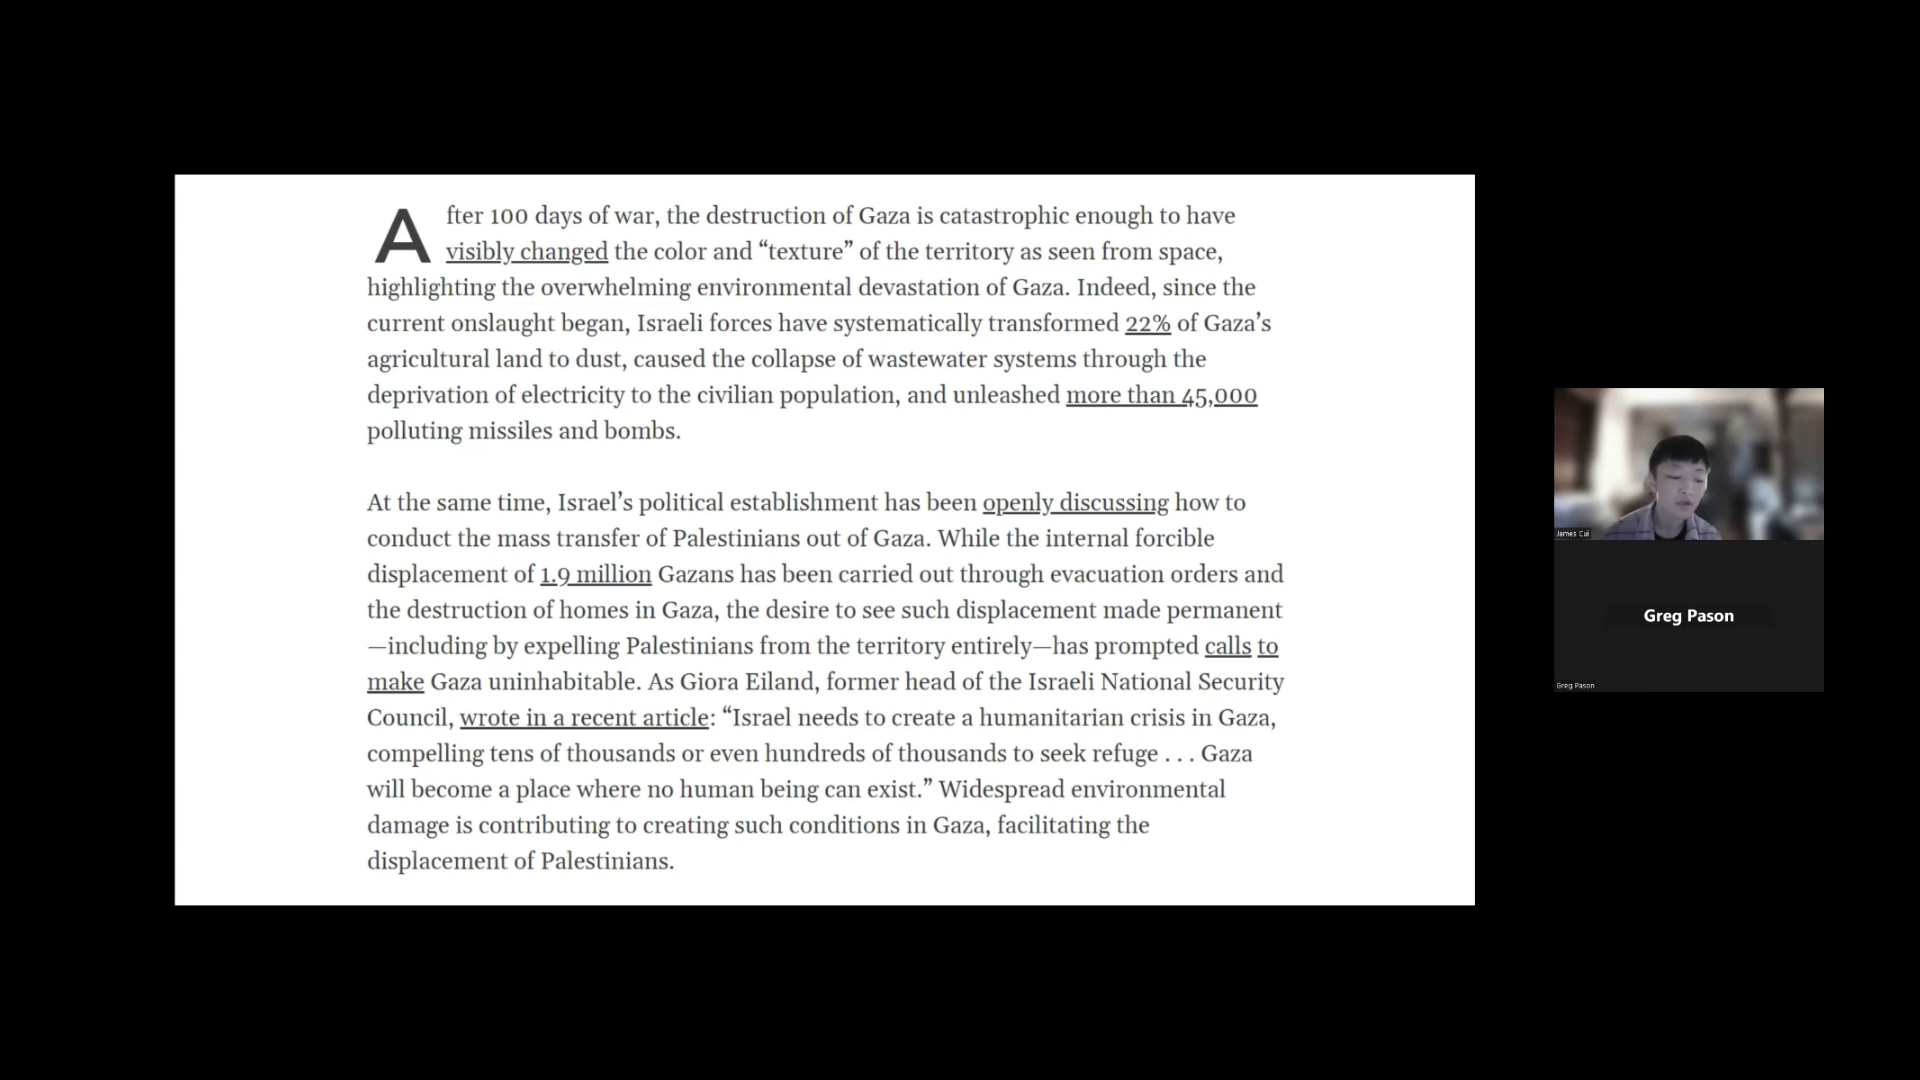 After 100 days of war, the destruction of Gaza is catastrophic enough to have
visibly changed the color and “texture” of the territory as seen from space,
highlighting the overwhelming environmental devastation of Gaza. Indeed, since the
current onslaught began, Israeli forces have systematically transformed 22% of Gaza’s
agricultural land to dust, caused the collapse of wastewater systems through the
deprivation of electricity to the civilian population, and unleashed more than 45,000
polluting missiles and bombs.
At the same time, Israel’s political establishment has been openly discussing how to
conduct the mass transfer of Palestinians out of Gaza. While the internal forcible
displacement of 1.9 million Gazans has been carried out through evacuation orders and
the destruction of homes in Gaza, the desire to see such displacement made permanent
—including by expelling Palestinians from the territory entirely—has prompted calls to
make Gaza uninhabitable. As Giora Eiland, former head of the Israeli National Security
Council, wrote in a recent article: “Israel needs to create a humanitarian crisis in Gaza,
compelling tens of thousands or even hundreds of thousands to seek refuge . . . Gaza
will become a place where no human being can exist.” Widespread environmental
damage is contributing to creating such conditions in Gaza, facilitating the
displacement of Palestinians.
James Cui
Greg Pason
Greg Pason